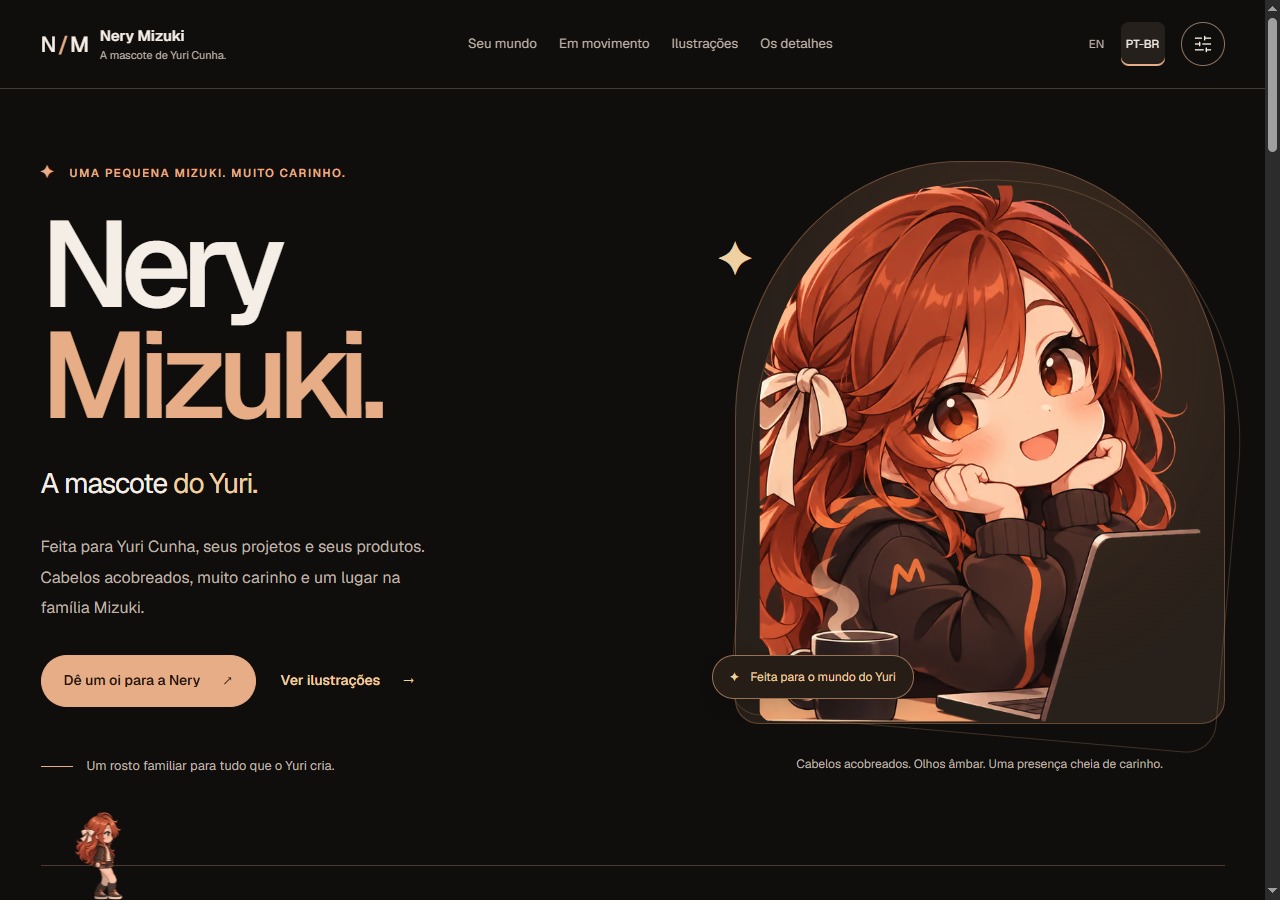 N/M
Nery Mizuki
A mascote de Yuri Cunha.
Seu mundo
Em movimento
Ilustrações
Os detalhes
EN
PT-BR
✦ UMA PEQUENA MIZUKI. MUITO CARINHO.
Nery
Mizuki.
A mascote do Yuri.
Feita para Yuri Cunha, seus projetos e seus produtos.
Cabelos acobreados, muito carinho e um lugar na
família Mizuki.
Dê um oi para a Nery ↗
Ver ilustrações →
Um rosto familiar para tudo que o Yuri cria.
M
✦ Feita para o mundo do Yuri
Cabelos acobreados. Olhos âmbar. Uma presença cheia de carinho.